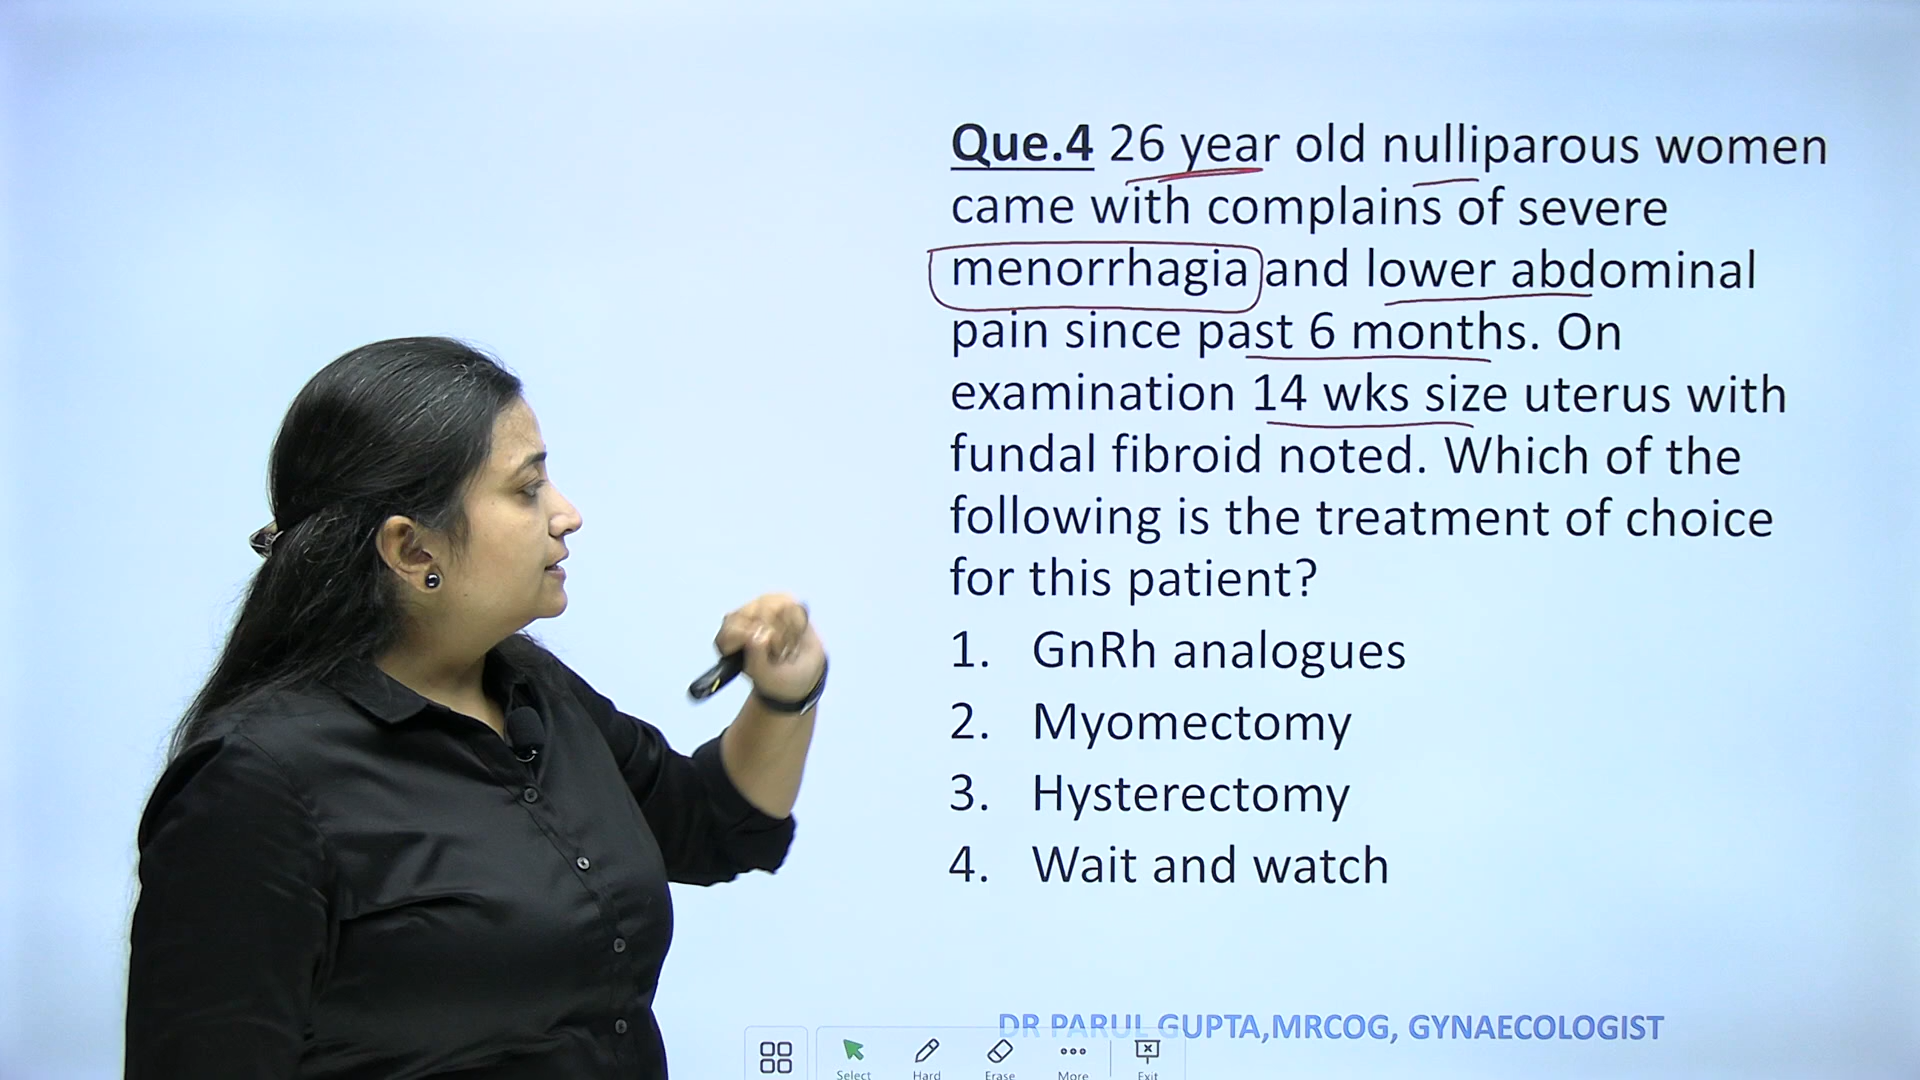 Que.4 26 year old nulliparous women
came with complains of severe
menorrhagia and lower abdominal
pain since past 6 months. On
examination 14 wks size uterus with
fundal fibroid noted. Which of the
following is the treatment of choice
for this patient?
1. GnRh analogues
2. Myomectomy
3. Hysterectomy
4. Wait and watch
DR PARUL GUPTA,MRCOG, GYNAECOLOGIST
Select Hard Erase More Exit